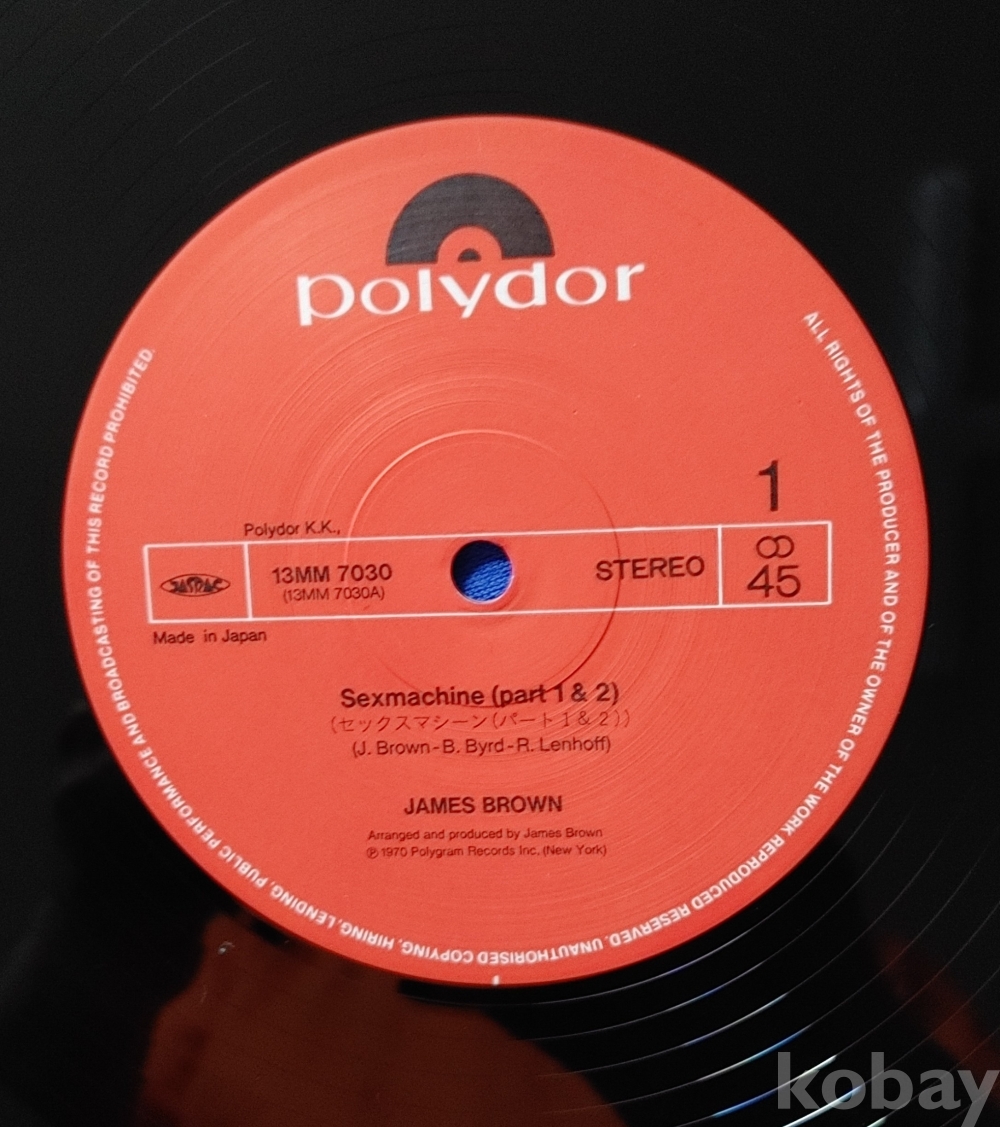 polydor
1
Polydor K.K.,
JASRAC
13MM 7030
(13MM 7030A)
STEREO
∞
45
Made in Japan
Sexmachine (part 1 & 2)
(セックスマシーン(パート1&2))
(J. Brown-B. Byrd-R. Lenhoff)
JAMES BROWN
Arranged and produced by James Brown
℗ 1970 Polygram Records Inc. (New York)
ALL RIGHTS OF THE PRODUCER AND OF THE OWNER OF THE WORK REPRODUCED RESERVED. UNAUTHORISED COPYING, HIRING, LENDING, PUBLIC PERFORMANCE AND BROADCASTING OF THIS RECORD PROHIBITED.
kobay